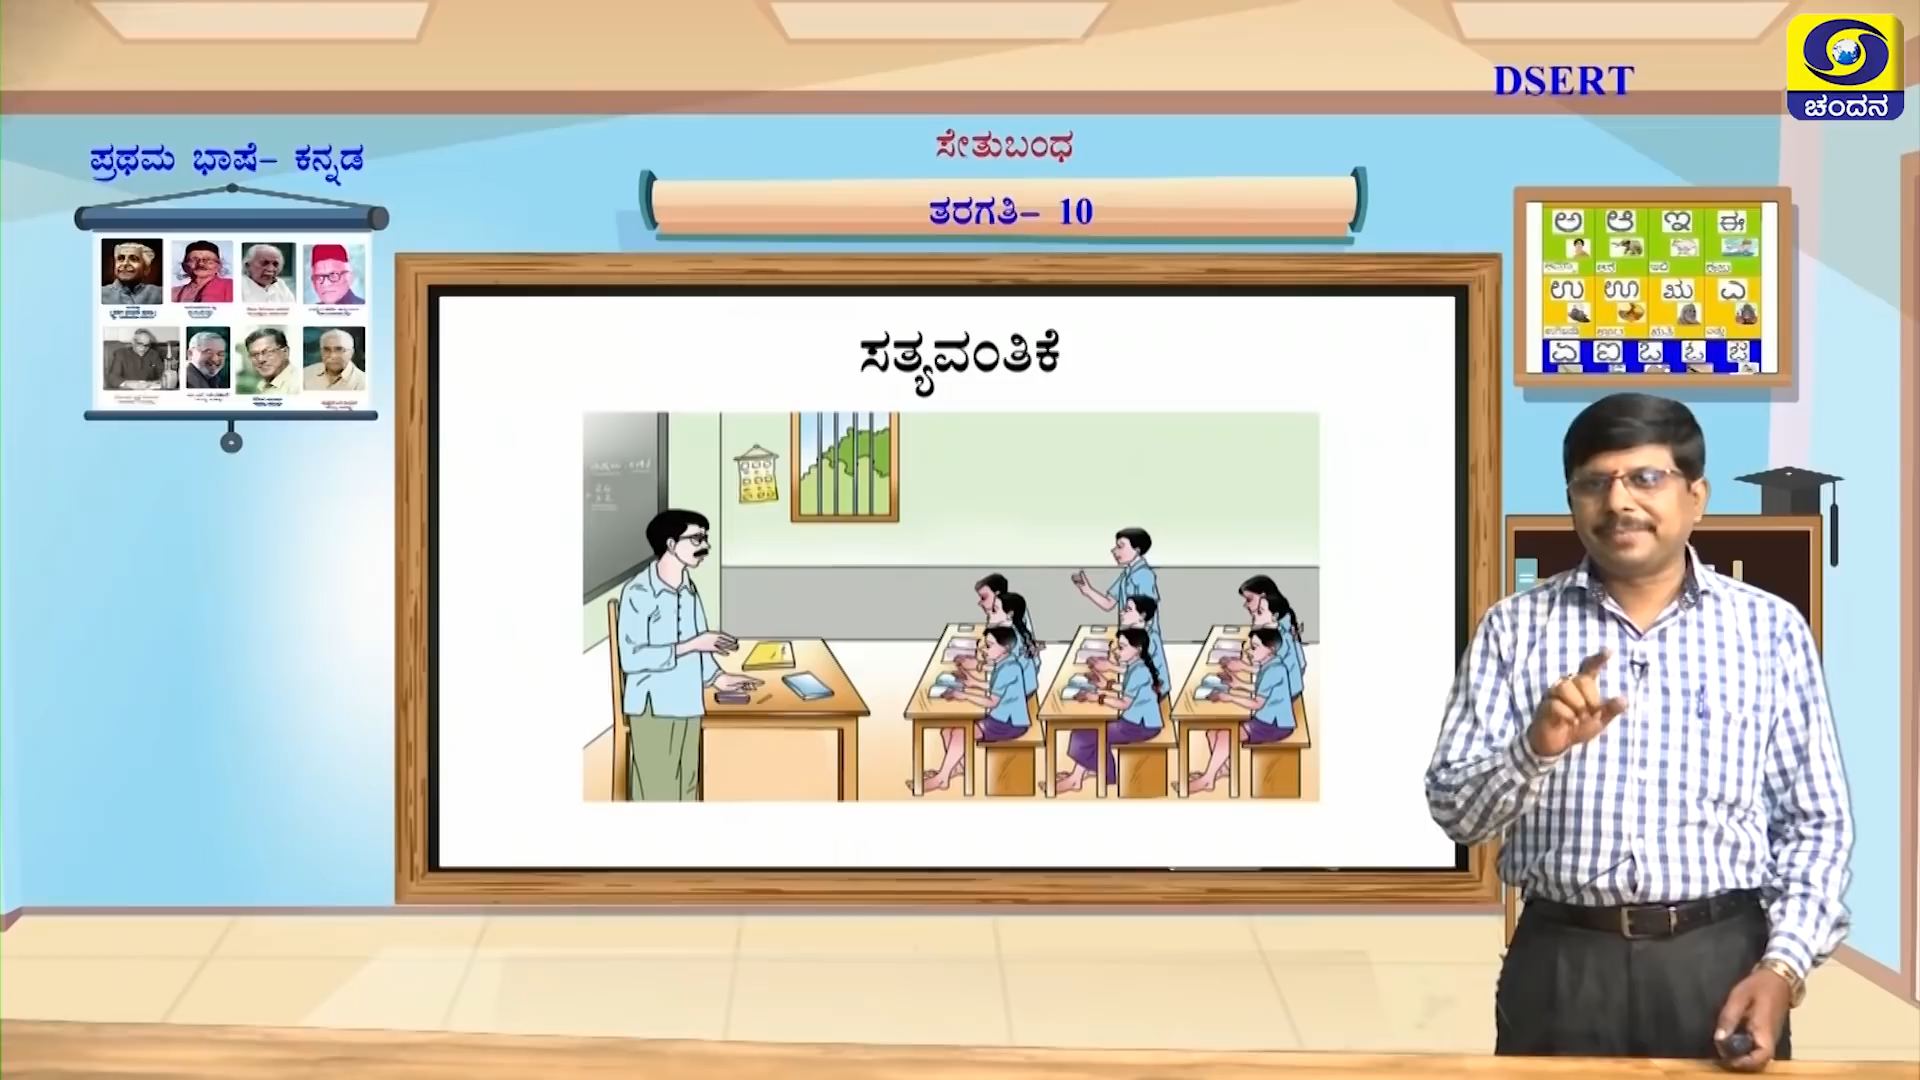 DSERT
ಚಂದನ
ಸೇತುಬಂಧ
ಪ್ರಥಮ ಭಾಷೆ- ಕನ್ನಡ
ತರಗತಿ- 10
ಸತ್ಯವಂತಿಕೆ
ಅ ಆ ಇ ಈ
ಉ ಊ ಋ ಎ
ಏ ಐ ಒ ಓ ಔ